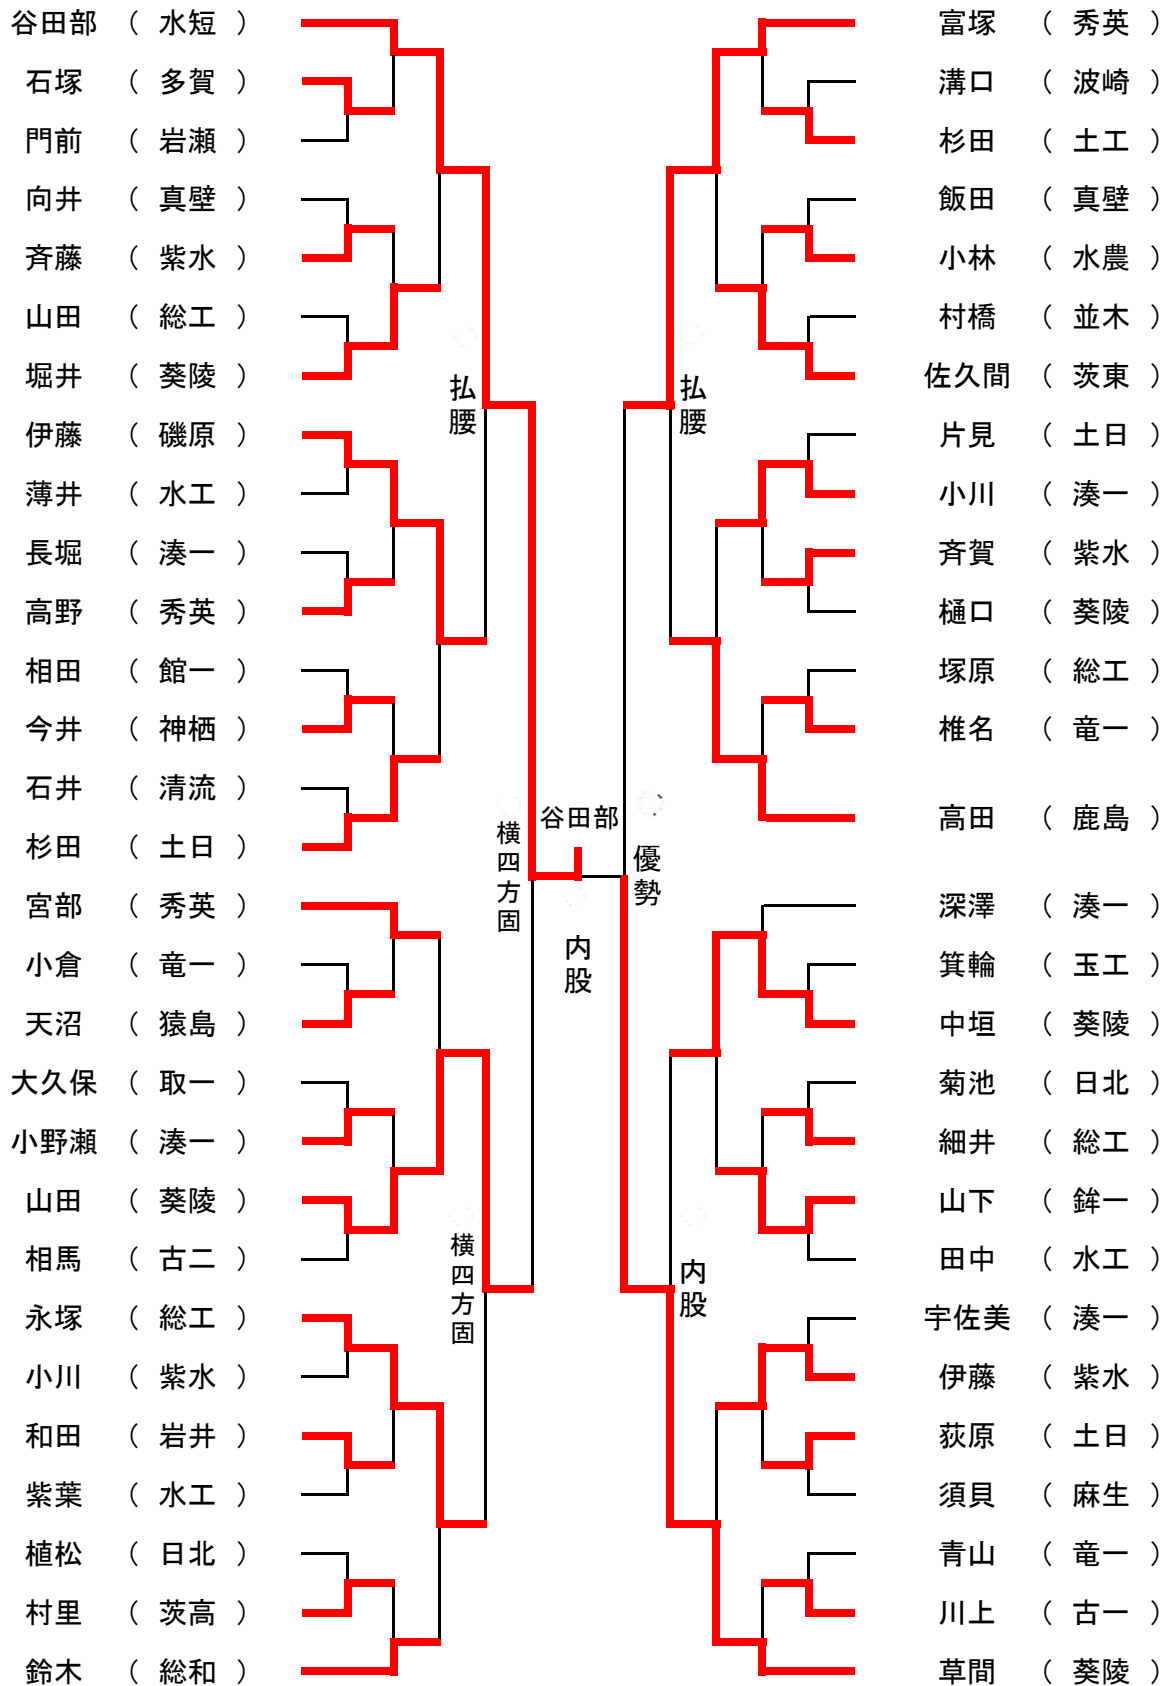 谷田部 （ 水短 ）
石塚 （ 多賀 ）
門前 （ 岩瀬 ）
向井 （ 真壁 ）
斉藤 （ 紫水 ）
山田 （ 総工 ）
堀井 （ 葵陵 ）
伊藤 （ 磯原 ）
薄井 （ 水工 ）
長堀 （ 湊一 ）
高野 （ 秀英 ）
相田 （ 館一 ）
今井 （ 神栖 ）
石井 （ 清流 ）
杉田 （ 土日 ）
宮部 （ 秀英 ）
小倉 （ 竜一 ）
天沼 （ 猿島 ）
大久保 （ 取一 ）
小野瀬 （ 湊一 ）
山田 （ 葵陵 ）
相馬 （ 古二 ）
永塚 （ 総工 ）
小川 （ 紫水 ）
和田 （ 岩井 ）
紫葉 （ 水工 ）
植松 （ 日北 ）
村里 （ 茨高 ）
鈴木 （ 総和 ）
払腰
横四方固
横四方固
谷田部
内股
優勢
払腰
内股
富塚 （ 秀英 ）
溝口 （ 波崎 ）
杉田 （ 土工 ）
飯田 （ 真壁 ）
小林 （ 水農 ）
村橋 （ 並木 ）
佐久間 （ 茨東 ）
片見 （ 土日 ）
小川 （ 湊一 ）
斉賀 （ 紫水 ）
樋口 （ 葵陵 ）
塚原 （ 総工 ）
椎名 （ 竜一 ）
高田 （ 鹿島 ）
深澤 （ 湊一 ）
箕輪 （ 玉工 ）
中垣 （ 葵陵 ）
菊池 （ 日北 ）
細井 （ 総工 ）
山下 （ 鉾一 ）
田中 （ 水工 ）
宇佐美 （ 湊一 ）
伊藤 （ 紫水 ）
荻原 （ 土日 ）
須貝 （ 麻生 ）
青山 （ 竜一 ）
川上 （ 古一 ）
草間 （ 葵陵 ）